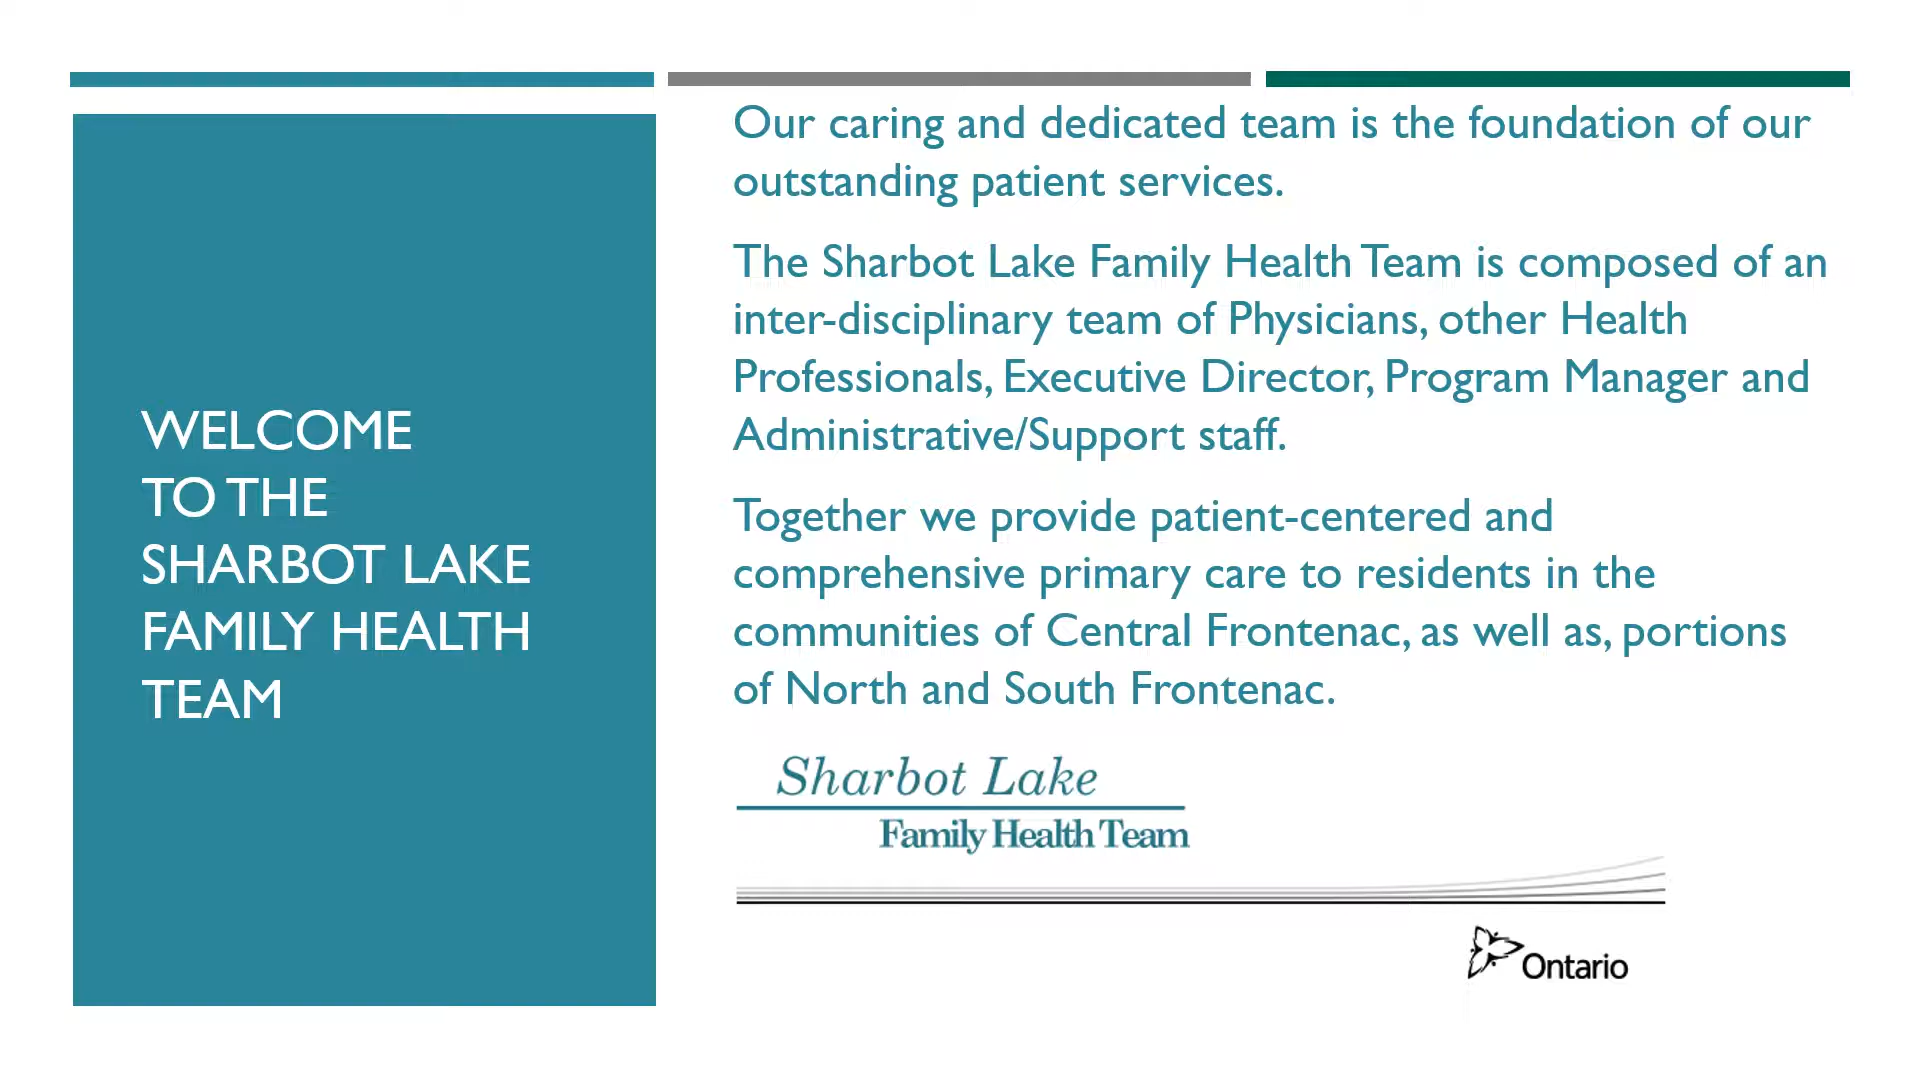 WELCOME
TO THE
SHARBOT LAKE
FAMILY HEALTH
TEAM
Our caring and dedicated team is the foundation of our
outstanding patient services.
The Sharbot Lake Family Health Team is composed of an
inter-disciplinary team of Physicians, other Health
Professionals, Executive Director, Program Manager and
Administrative/Support staff.
Together we provide patient-centered and
comprehensive primary care to residents in the
communities of Central Frontenac, as well as, portions
of North and South Frontenac.
Sharbot Lake
Family Health Team
Ontario